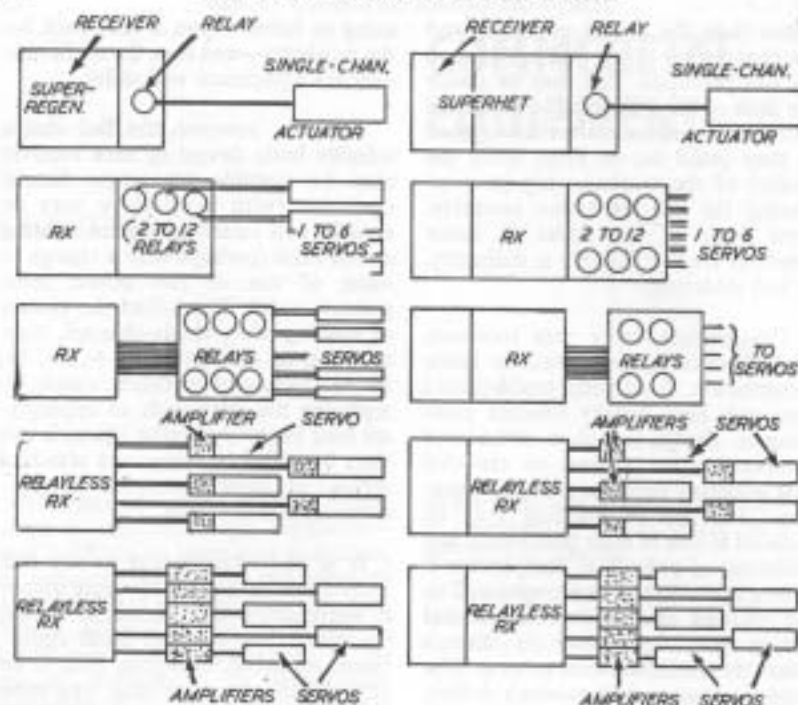 RECEIVER RELAY
SUPER-
REGEN.
SINGLE-CHAN.
ACTUATOR
RX
2 TO 12
RELAYS
1 TO 6
SERVOS
RX
RELAYS
SERVOS
AMPLIFIER SERVO
RELAYLESS
RX
RELAYLESS
RX
AMPLIFIERS SERVOS
RECEIVER RELAY
SUPERHET
SINGLE-CHAN.
ACTUATOR
RX
2 TO 12
RELAYS
1 TO 6
SERVOS
RX
RELAYS
TO
SERVOS
AMPLIFIERS SERVOS
RELAYLESS
RX
RELAYLESS
RX
AMPLIFIERS SERVOS